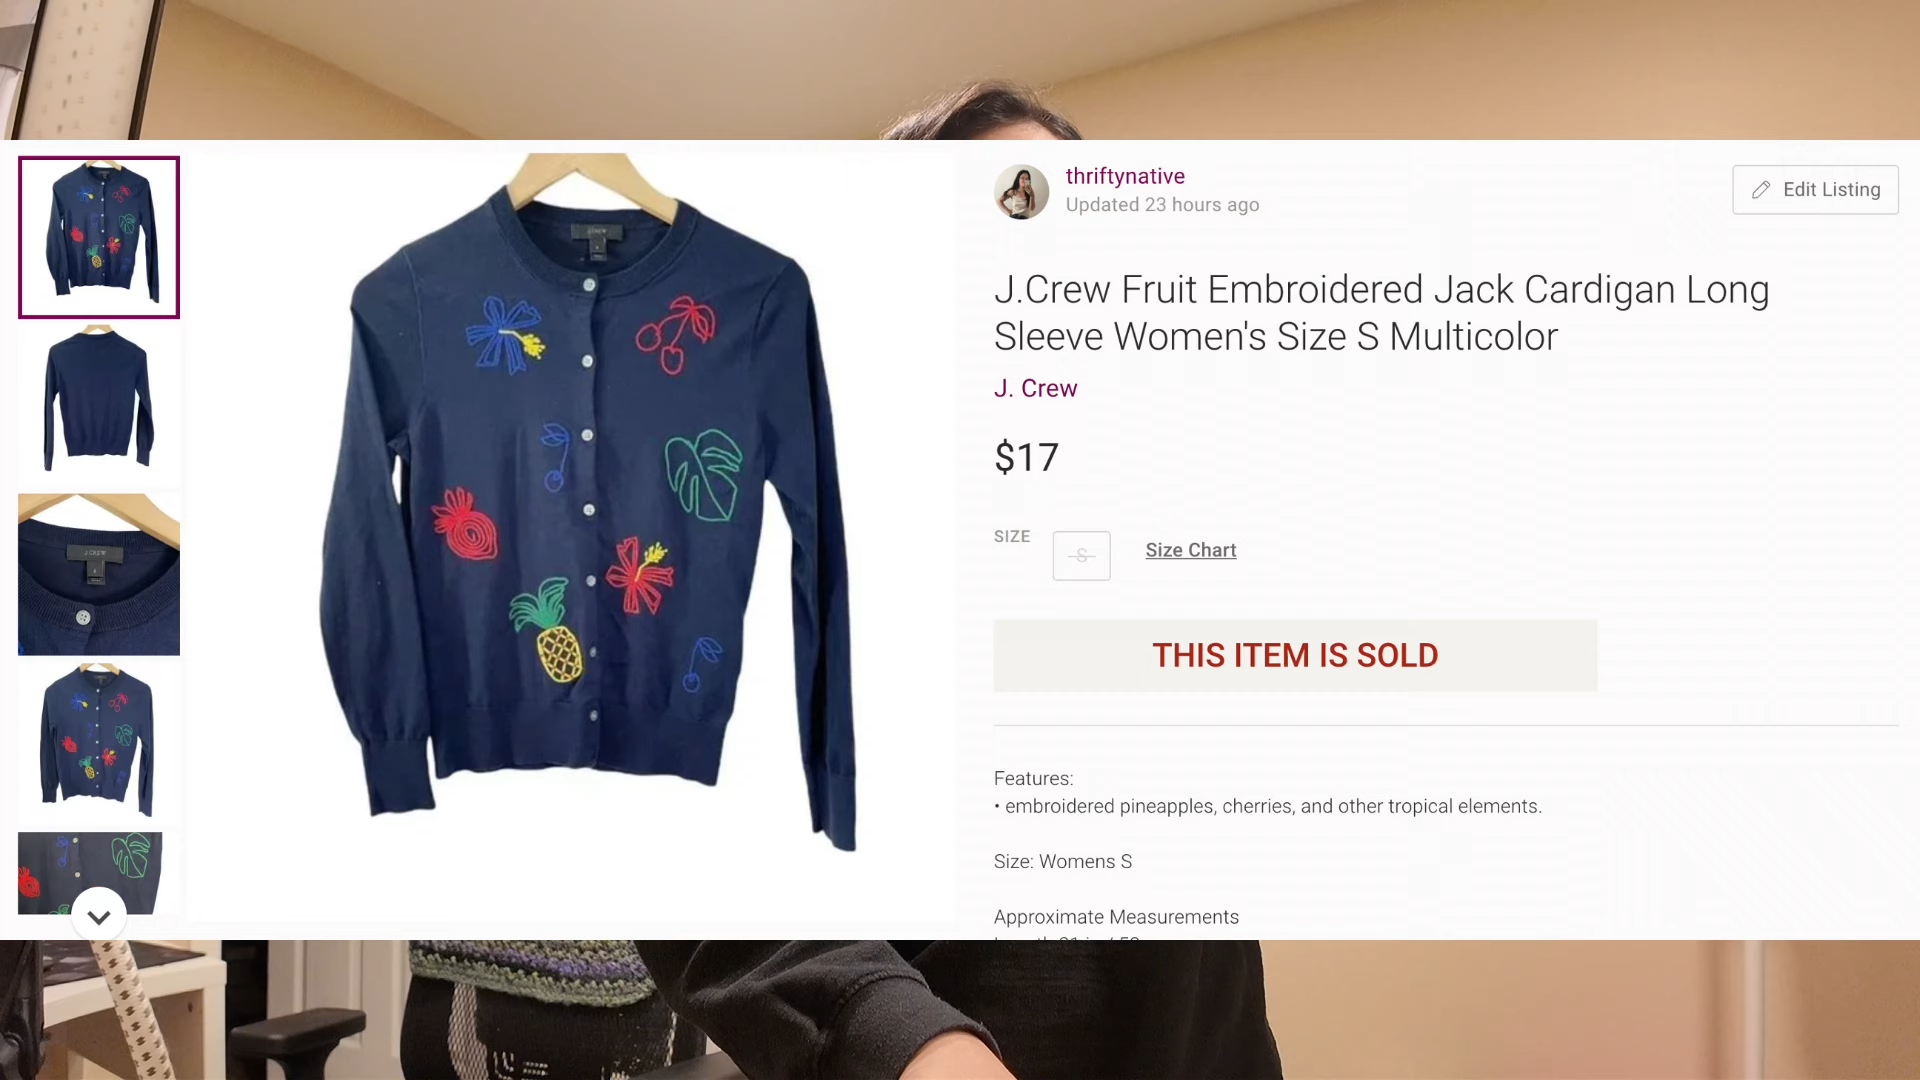 thriftynative
Updated 23 hours ago
Edit Listing
J.Crew Fruit Embroidered Jack Cardigan Long
Sleeve Women's Size S Multicolor
J. Crew
$17
SIZE
S
Size Chart
THIS ITEM IS SOLD
Features:
• embroidered pineapples, cherries, and other tropical elements.
Size: Womens S
Approximate Measurements
J.CREW
J.CREW